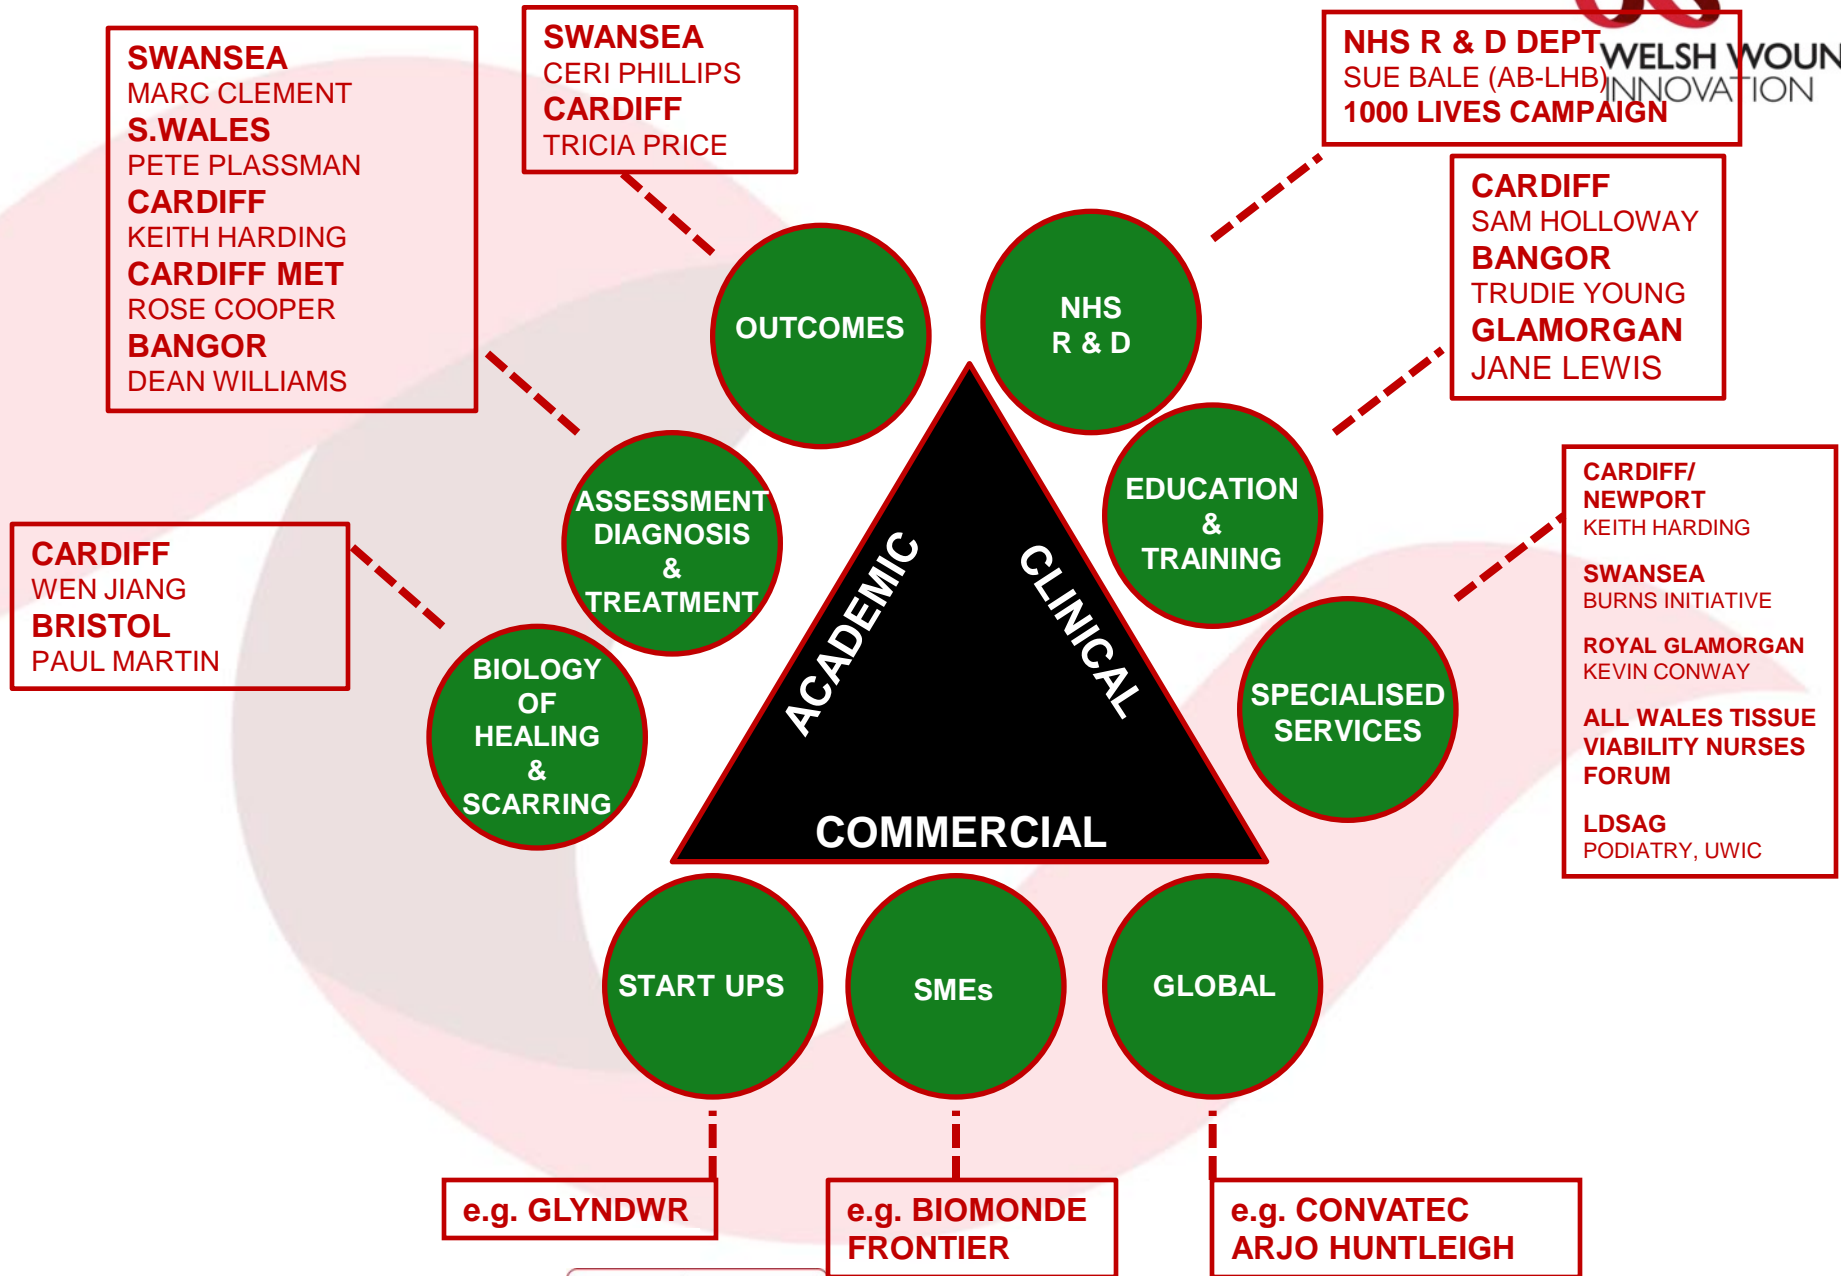 SWANSEA
MARC CLEMENT
S.WALES
PETE PLASSMAN
CARDIFF
KEITH HARDING
CARDIFF MET
ROSE COOPER
BANGOR
DEAN WILLIAMS
SWANSEA
CERI PHILLIPS
CARDIFF
TRICIA PRICE
NHS R & D DEPT
SUE BALE (AB-LHB)
1000 LIVES CAMPAIGN
WELSH WOUN
INNOVATION
CARDIFF
SAM HOLLOWAY
BANGOR
TRUDIE YOUNG
GLAMORGAN
JANE LEWIS
CARDIFF/
NEWPORT
KEITH HARDING
SWANSEA
BURNS INITIATIVE
ROYAL GLAMORGAN
KEVIN CONWAY
ALL WALES TISSUE
VIABILITY NURSES
FORUM
LDSAG
PODIATRY, UWIC
CARDIFF
WEN JIANG
BRISTOL
PAUL MARTIN
OUTCOMES
NHS
R & D
ASSESSMENT
DIAGNOSIS
&
TREATMENT
EDUCATION
&
TRAINING
BIOLOGY
OF
HEALING
&
SCARRING
SPECIALISED
SERVICES
ACADEMIC
CLINICAL
COMMERCIAL
START UPS
SMEs
GLOBAL
e.g. GLYNDWR
e.g. BIOMONDE
FRONTIER
e.g. CONVATEC
ARJO HUNTLEIGH